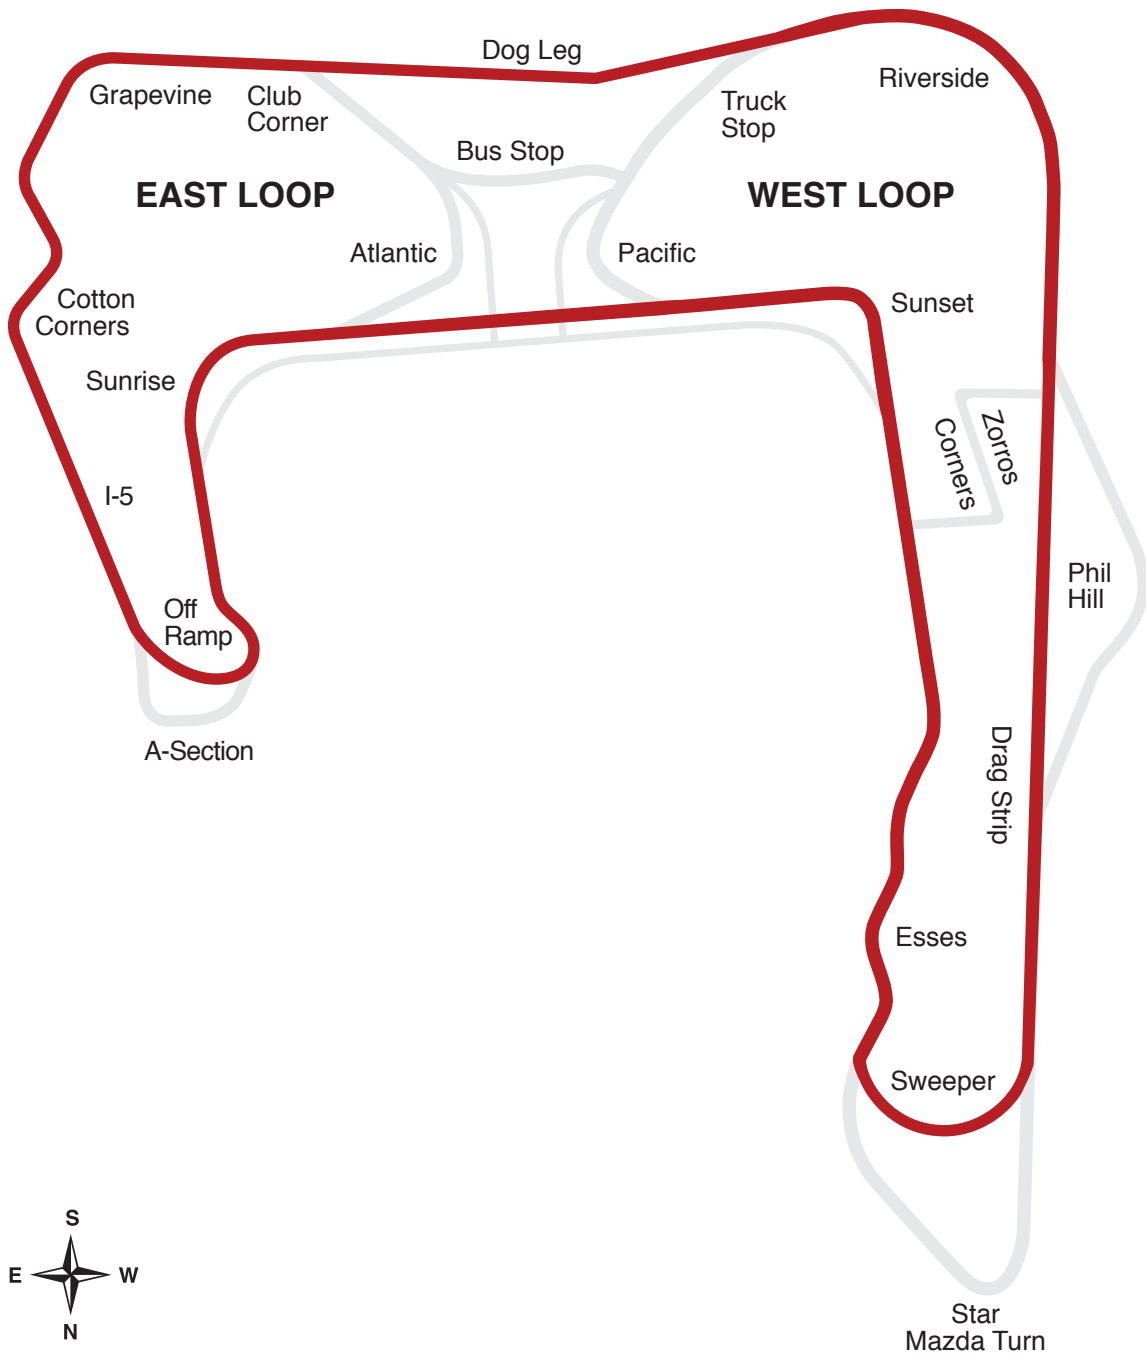 Dog Leg
Riverside
Grapevine
Club
Corner
Truck
Stop
Bus Stop
EAST LOOP
WEST LOOP
Atlantic
Pacific
Cotton
Corners
Sunset
Sunrise
Zorros
Corners
I-5
Phil
Hill
Off
Ramp
A-Section
Drag Strip
Esses
Sweeper
S
E
W
N
Star
Mazda Turn